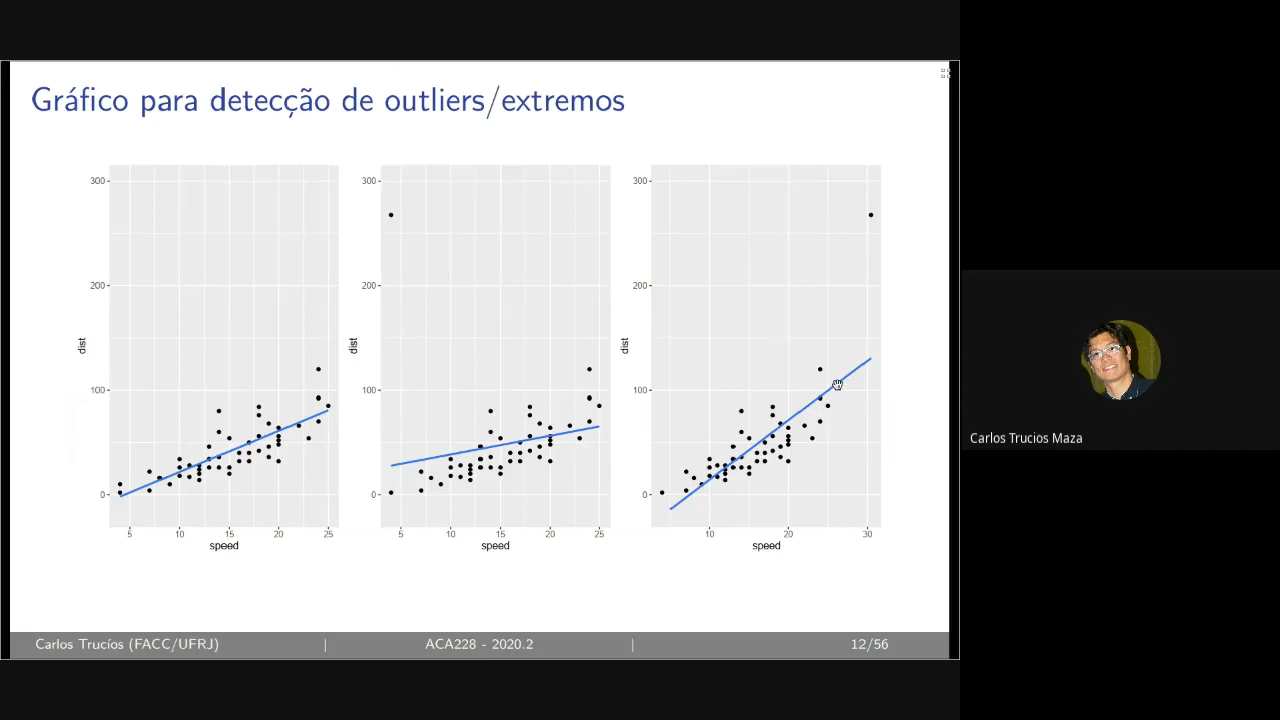 Gráfico para detecção de outliers/extremos
300
200
100
0
dist
5 10 15 20 25
speed
300
200
100
0
dist
5 10 15 20 25
speed
300
200
100
0
dist
10 20 30
speed
Carlos Trucios Maza
Carlos Trucíos (FACC/UFRJ) | ACA228 - 2020.2 | 12/56